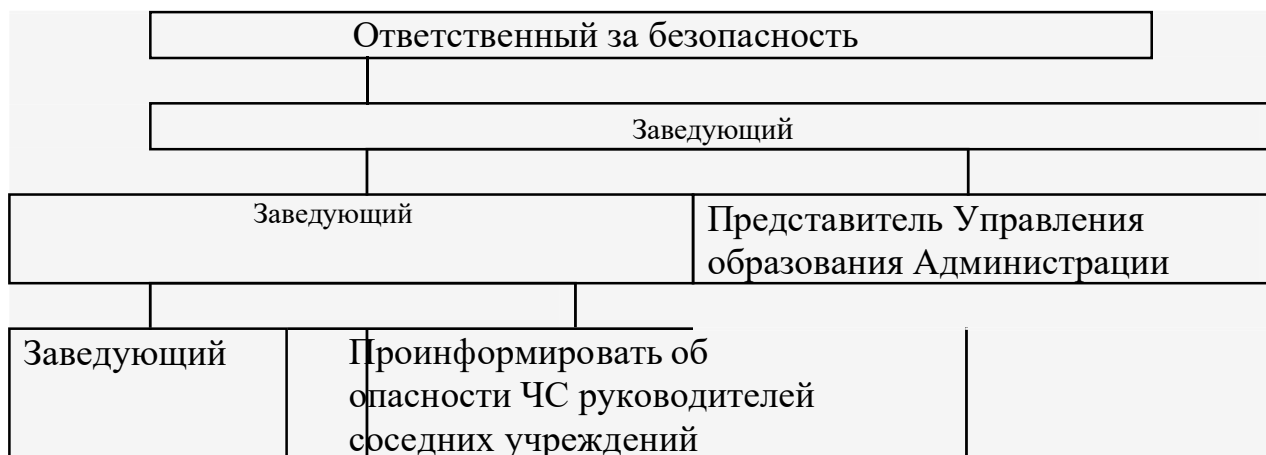 Ответственный за безопасность
Заведующий
Заведующий
Представитель Управления
образования Администрации
Заведующий
Проинформировать об
опасности ЧС руководителей
соседних учреждений